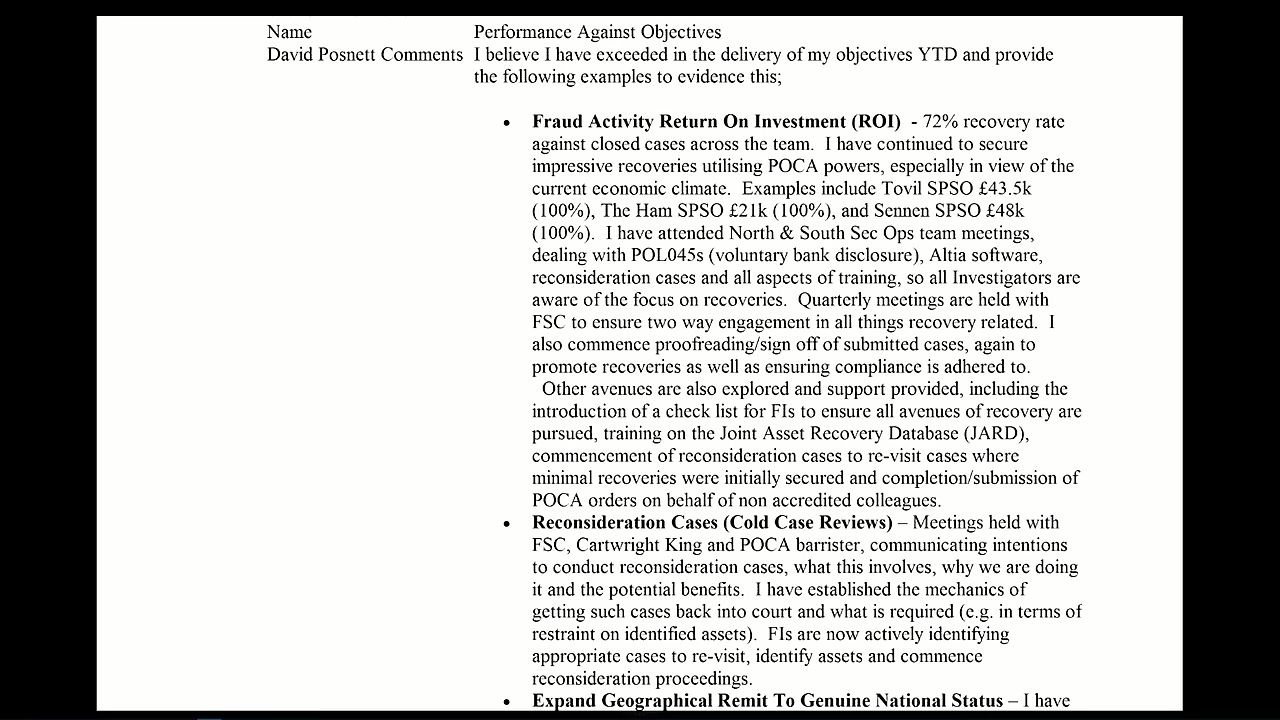 Name Performance Against Objectives
David Posnett Comments I believe I have exceeded in the delivery of my objectives YTD and provide
the following examples to evidence this;
• Fraud Activity Return On Investment (ROI) - 72% recovery rate
against closed cases across the team. I have continued to secure
impressive recoveries utilising POCA powers, especially in view of the
current economic climate. Examples include Tovil SPSO £43.5k
(100%), The Ham SPSO £21k (100%), and Sennen SPSO £48k
(100%). I have attended North & South Sec Ops team meetings,
dealing with POL045s (voluntary bank disclosure), Altia software,
reconsideration cases and all aspects of training, so all Investigators are
aware of the focus on recoveries. Quarterly meetings are held with
FSC to ensure two way engagement in all things recovery related. I
also commence proofreading/sign off of submitted cases, again to
promote recoveries as well as ensuring compliance is adhered to.
Other avenues are also explored and support provided, including the
introduction of a check list for FIs to ensure all avenues of recovery are
pursued, training on the Joint Asset Recovery Database (JARD),
commencement of reconsideration cases to re-visit cases where
minimal recoveries were initially secured and completion/submission of
POCA orders on behalf of non accredited colleagues.
• Reconsideration Cases (Cold Case Reviews) – Meetings held with
FSC, Cartwright King and POCA barrister, communicating intentions
to conduct reconsideration cases, what this involves, why we are doing
it and the potential benefits. I have established the mechanics of
getting such cases back into court and what is required (e.g. in terms of
restraint on identified assets). FIs are now actively identifying
appropriate cases to re-visit, identify assets and commence
reconsideration proceedings.
• Expand Geographical Remit To Genuine National Status – I have